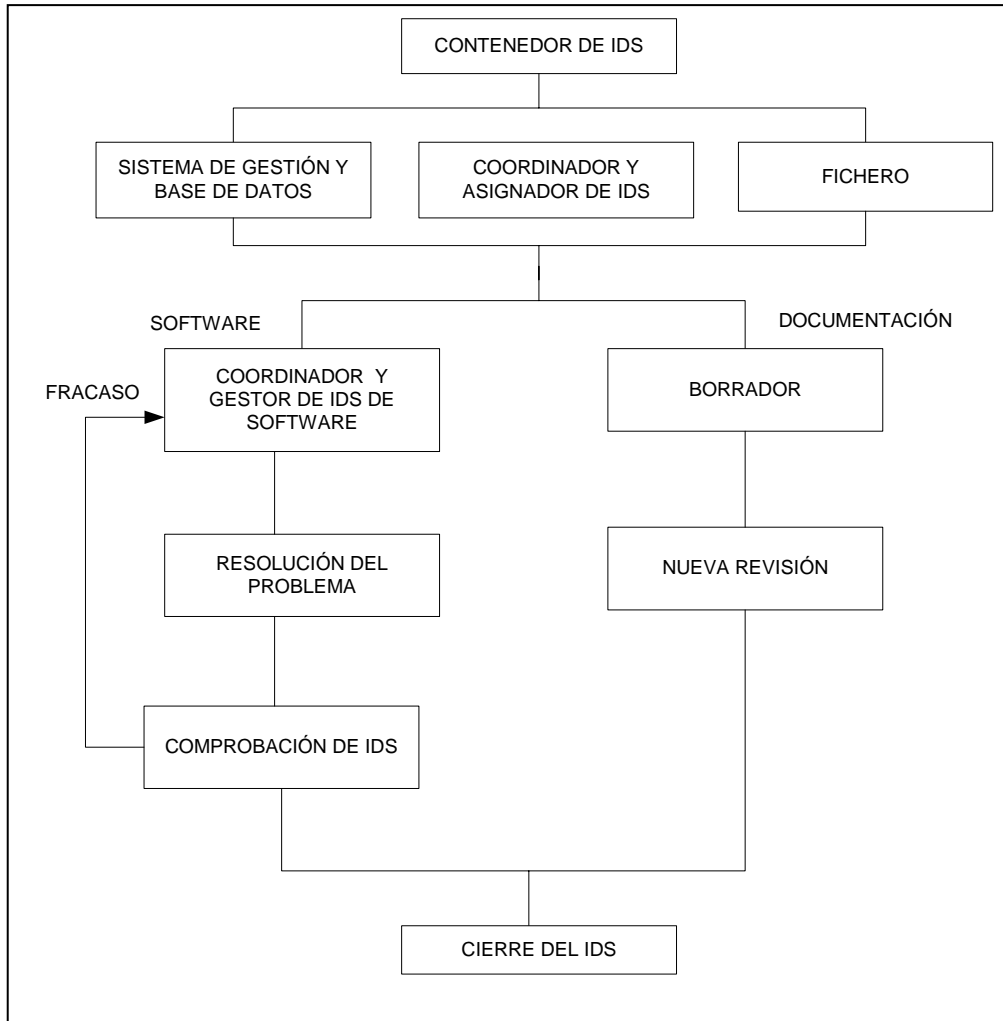 CONTENEDOR DE IDS
SISTEMA DE GESTIÓN Y
BASE DE DATOS
COORDINADOR Y
ASIGNADOR DE IDS
FICHERO
SOFTWARE
DOCUMENTACIÓN
FRACASO
COORDINADOR Y
GESTOR DE IDS DE
SOFTWARE
BORRADOR
RESOLUCIÓN DEL
PROBLEMA
NUEVA REVISIÓN
COMPROBACIÓN DE IDS
CIERRE DEL IDS